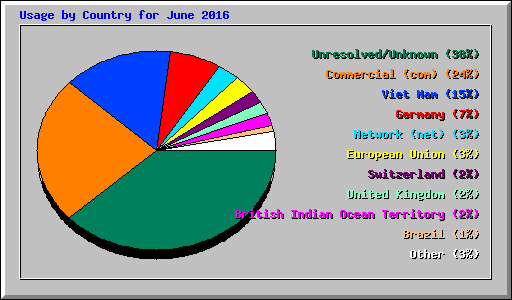 Usage by Country for June 2016
Unresolved/Unknown (38%)
Commercial (com) (24%)
Viet Nam (15%)
Germany (7%)
Network (net) (3%)
European Union (3%)
Switzerland (2%)
United Kingdom (2%)
British Indian Ocean Territory (2%)
Brazil (1%)
Other (3%)